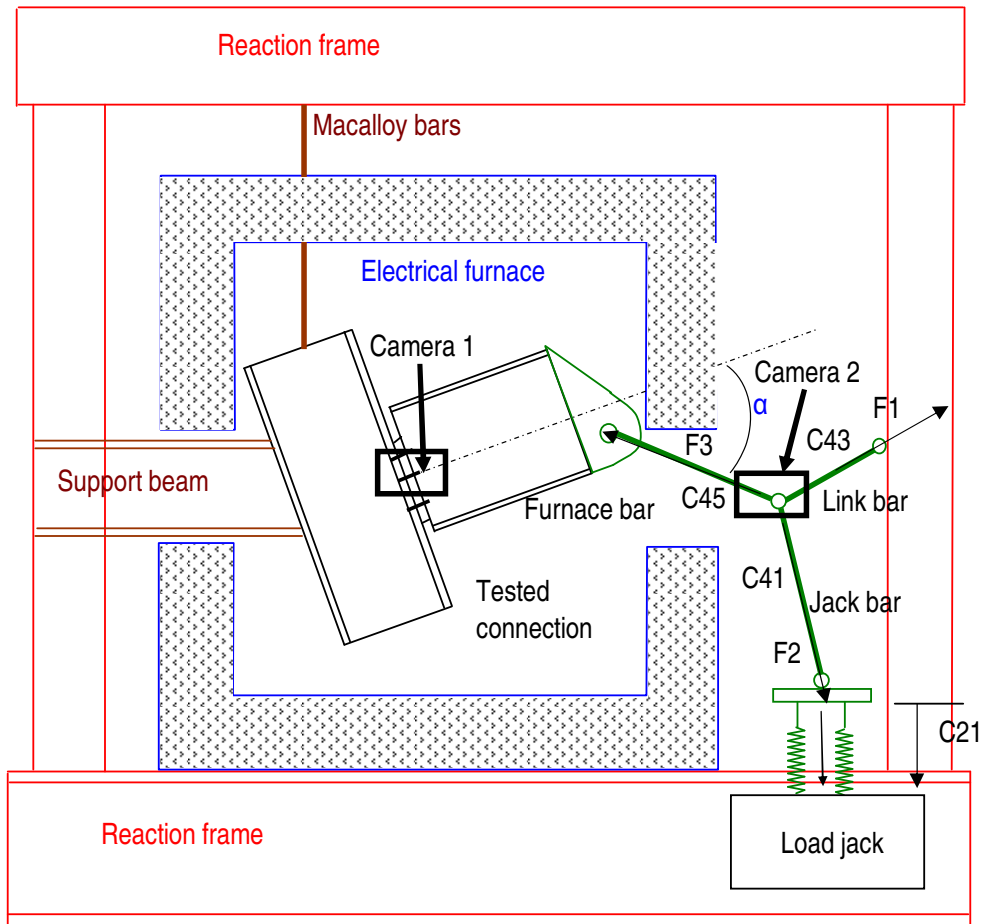 Reaction frame
Macalloy bars
Electrical furnace
Camera 1
Camera 2
α
F1
C43
F3
Support beam
C45
Link bar
Furnace bar
C41
Tested
connection
Jack bar
F2
C21
Reaction frame
Load jack